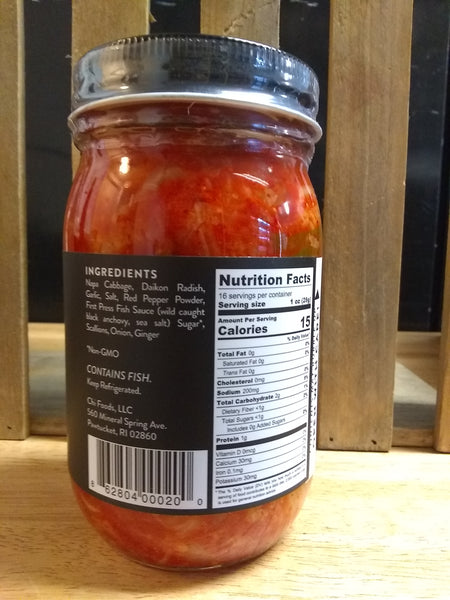 INGREDIENTS
Napa Cabbage, Daikon Radish,
Garlic, Salt, Red Pepper Powder,
First Press Fish Sauce (wild caught
black anchovy, sea salt) Sugar*,
Scallions, Onion, Ginger
*Non-GMO
CONTAINS FISH.
Keep Refrigerated.
Chi Foods, LLC
560 Mineral Spring Ave.
Pawtucket, RI 02860
8 62804 00020 0
Nutrition Facts
16 servings per container
Serving size 1 oz (28g)
Amount Per Serving
Calories 15
% Daily Value
Total Fat 0g
Saturated Fat 0g
Trans Fat 0g
Cholesterol 0mg
Sodium 200mg
Total Carbohydrate 2g
Dietary Fiber <1g
Total Sugars <1g
Includes 0g Added Sugars
Protein 1g
Vitamin D 0mcg
Calcium 30mg
Iron 0.1mg
Potassium 30mg